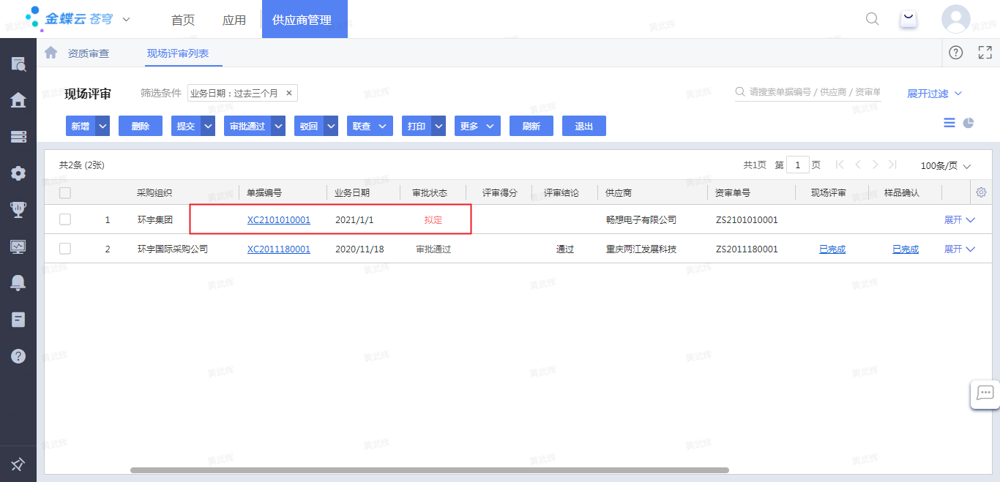 金蝶云 苍穹 首页 应用 供应商管理
资质审查 现场评审列表
现场评审 筛选条件 业务日期：过去三个月 × 请搜索单据编号 / 供应商 / 资审单 展开过滤
新增 删除 提交 审批通过 驳回 联查 打印 更多 刷新 退出
共2条 (2张) 共1页 第 1 页 100条/页
采购组织 单据编号 业务日期 审批状态 评审得分 评审结论 供应商 资审单号 现场评审 样品确认
1 环宇集团 XC2101010001 2021/1/1 拟定 畅想电子有限公司 ZS2101010001 展开
2 环宇国际采购公司 XC2011180001 2020/11/18 审批通过 通过 重庆两江发展科技 ZS2011180001 已完成 已完成 展开
黄武辉